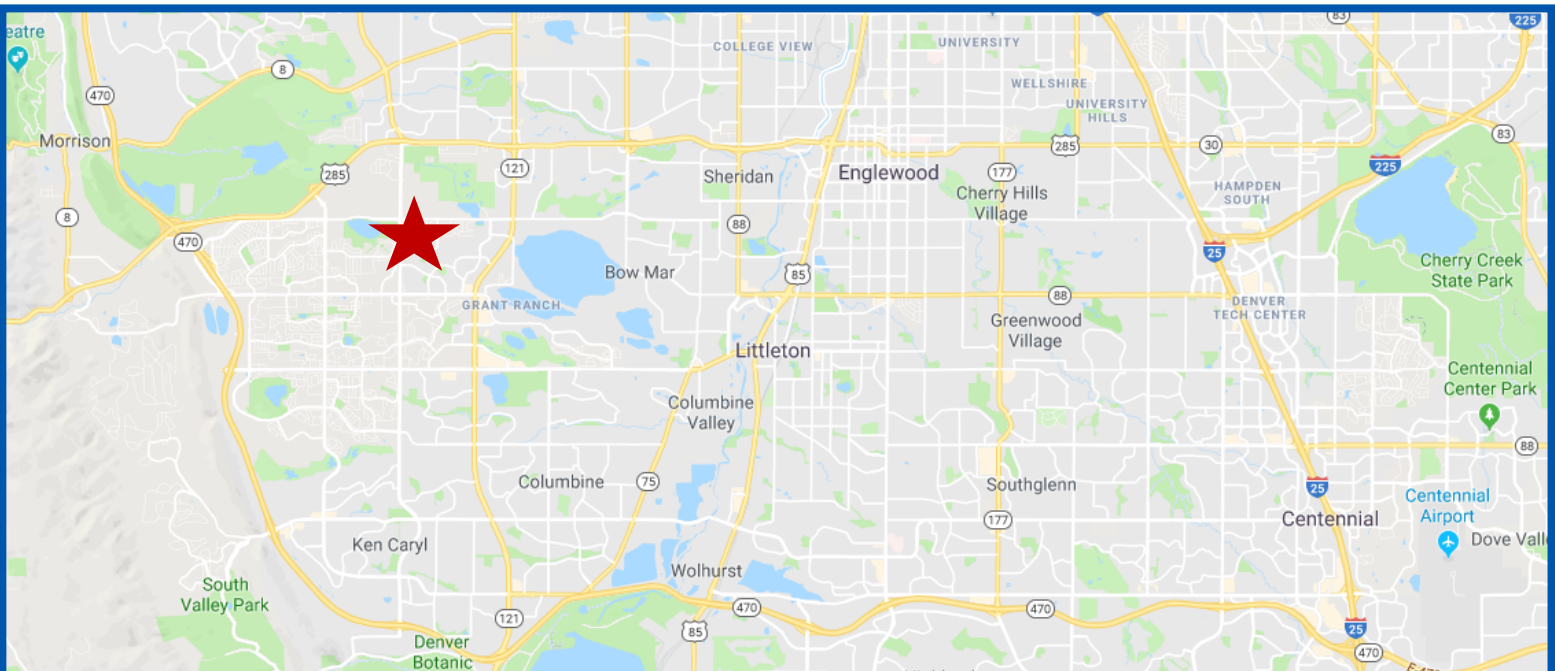 eatre
83
225
COLLEGE VIEW
UNIVERSITY
8
WELLSHIRE
470
UNIVERSITY
HILLS
83
Morrison
285
30
121
225
285
Sheridan
Englewood
177
Cherry Hills
Village
HAMPDEN
SOUTH
8
88
470
25
Bow Mar
85
Cherry Creek
State Park
GRANT RANCH
88
DENVER
TECH CENTER
Greenwood
Village
Littleton
Centennial
Center Park
Columbine
Valley
88
Columbine
75
Southglenn
25
Centennial
Airport
177
Centennial
Dove Vall
Ken Caryl
Wolhurst
South
Valley Park
470
470
121
85
25
Denver
Botanic
470
E-470